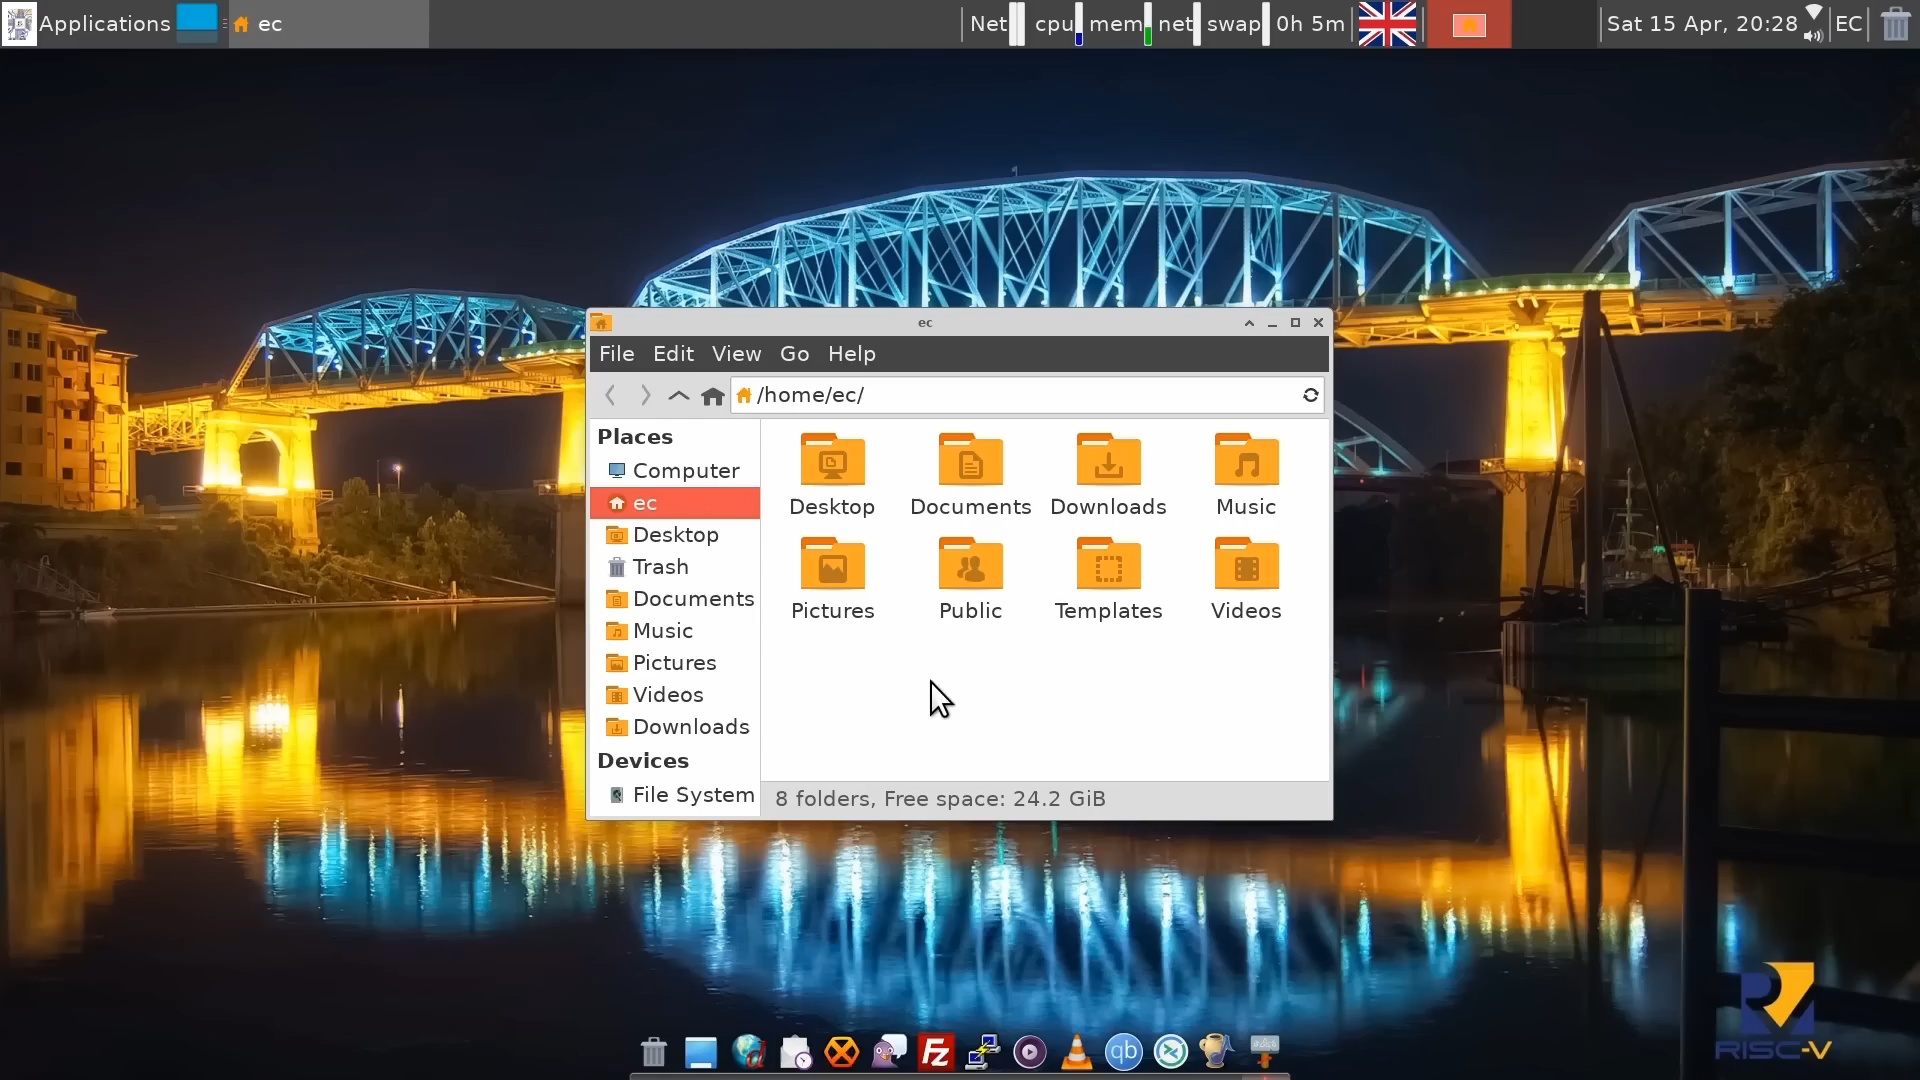 Applications
ec
Net cpu mem net swap 0h 5m
Sat 15 Apr, 20:28
EC
ec
File Edit View Go Help
/home/ec/
Places
Computer
ec
Desktop
Trash
Documents
Music
Pictures
Videos
Downloads
Devices
File System
Desktop Documents Downloads Music
Pictures Public Templates Videos
8 folders, Free space: 24.2 GiB
Fz
qb
RISC-V